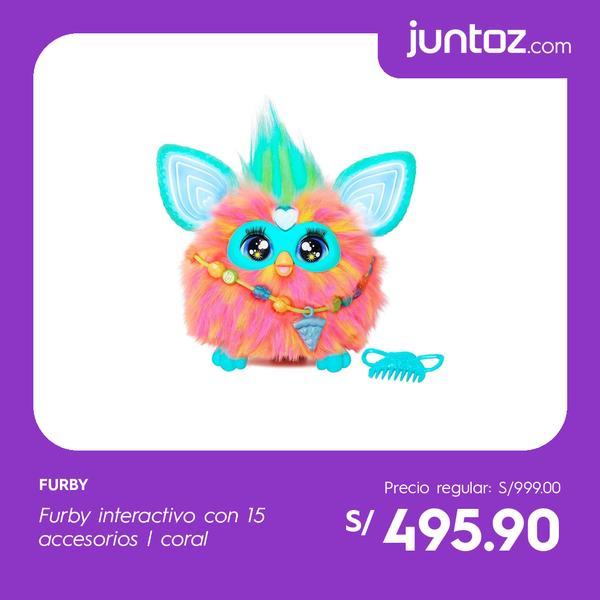 juntoz.com
FURBY
Furby interactivo con 15
accesorios | coral
Precio regular: S/999.00
S/ 495.90